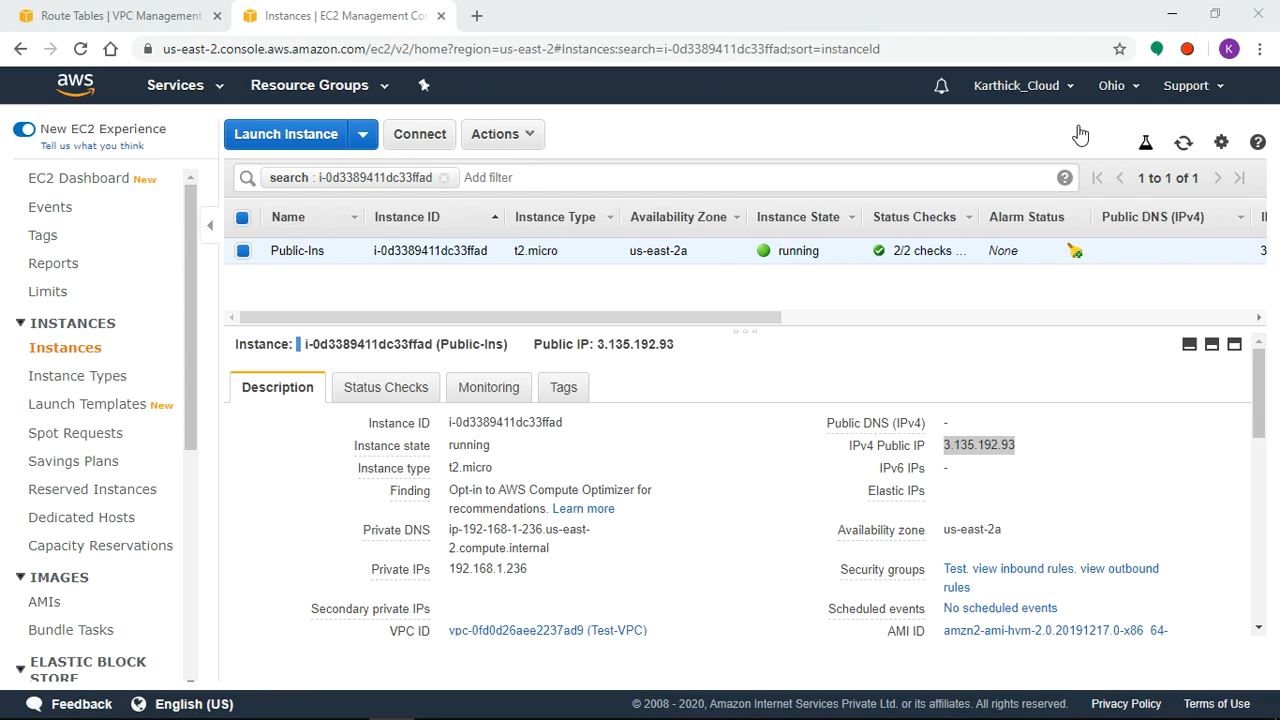 Route Tables | VPC Management
Instances | EC2 Management Co
us-east-2.console.aws.amazon.com/ec2/v2/home?region=us-east-2#Instances:search=i-0d3389411dc33ffad;sort=instanceId
K
aws
Services
Resource Groups
Karthick_Cloud
Ohio
Support
New EC2 Experience
Tell us what you think
Launch Instance
Connect
Actions
EC2 Dashboard New
Events
Tags
Reports
Limits
INSTANCES
Instances
Instance Types
Launch Templates New
Spot Requests
Savings Plans
Reserved Instances
Dedicated Hosts
Capacity Reservations
IMAGES
AMIs
Bundle Tasks
ELASTIC BLOCK
STORE
search : i-0d3389411dc33ffad Add filter
1 to 1 of 1
Name Instance ID Instance Type Availability Zone Instance State Status Checks Alarm Status Public DNS (IPv4)
Public-Ins i-0d3389411dc33ffad t2.micro us-east-2a running 2/2 checks ... None 3
Instance: i-0d3389411dc33ffad (Public-Ins) Public IP: 3.135.192.93
Description Status Checks Monitoring Tags
Instance ID i-0d3389411dc33ffad
Instance state running
Instance type t2.micro
Finding Opt-in to AWS Compute Optimizer for
recommendations. Learn more
Private DNS ip-192-168-1-236.us-east-
2.compute.internal
Private IPs 192.168.1.236
Secondary private IPs
VPC ID vpc-0fd0d26aee2237ad9 (Test-VPC)
Public DNS (IPv4) -
IPv4 Public IP 3.135.192.93
IPv6 IPs -
Elastic IPs
Availability zone us-east-2a
Security groups Test. view inbound rules. view outbound
rules
Scheduled events No scheduled events
AMI ID amzn2-ami-hvm-2.0.20191217.0-x86_64-
Feedback
English (US)
© 2008 - 2020, Amazon Internet Services Private Ltd. or its affiliates. All rights reserved.
Privacy Policy
Terms of Use